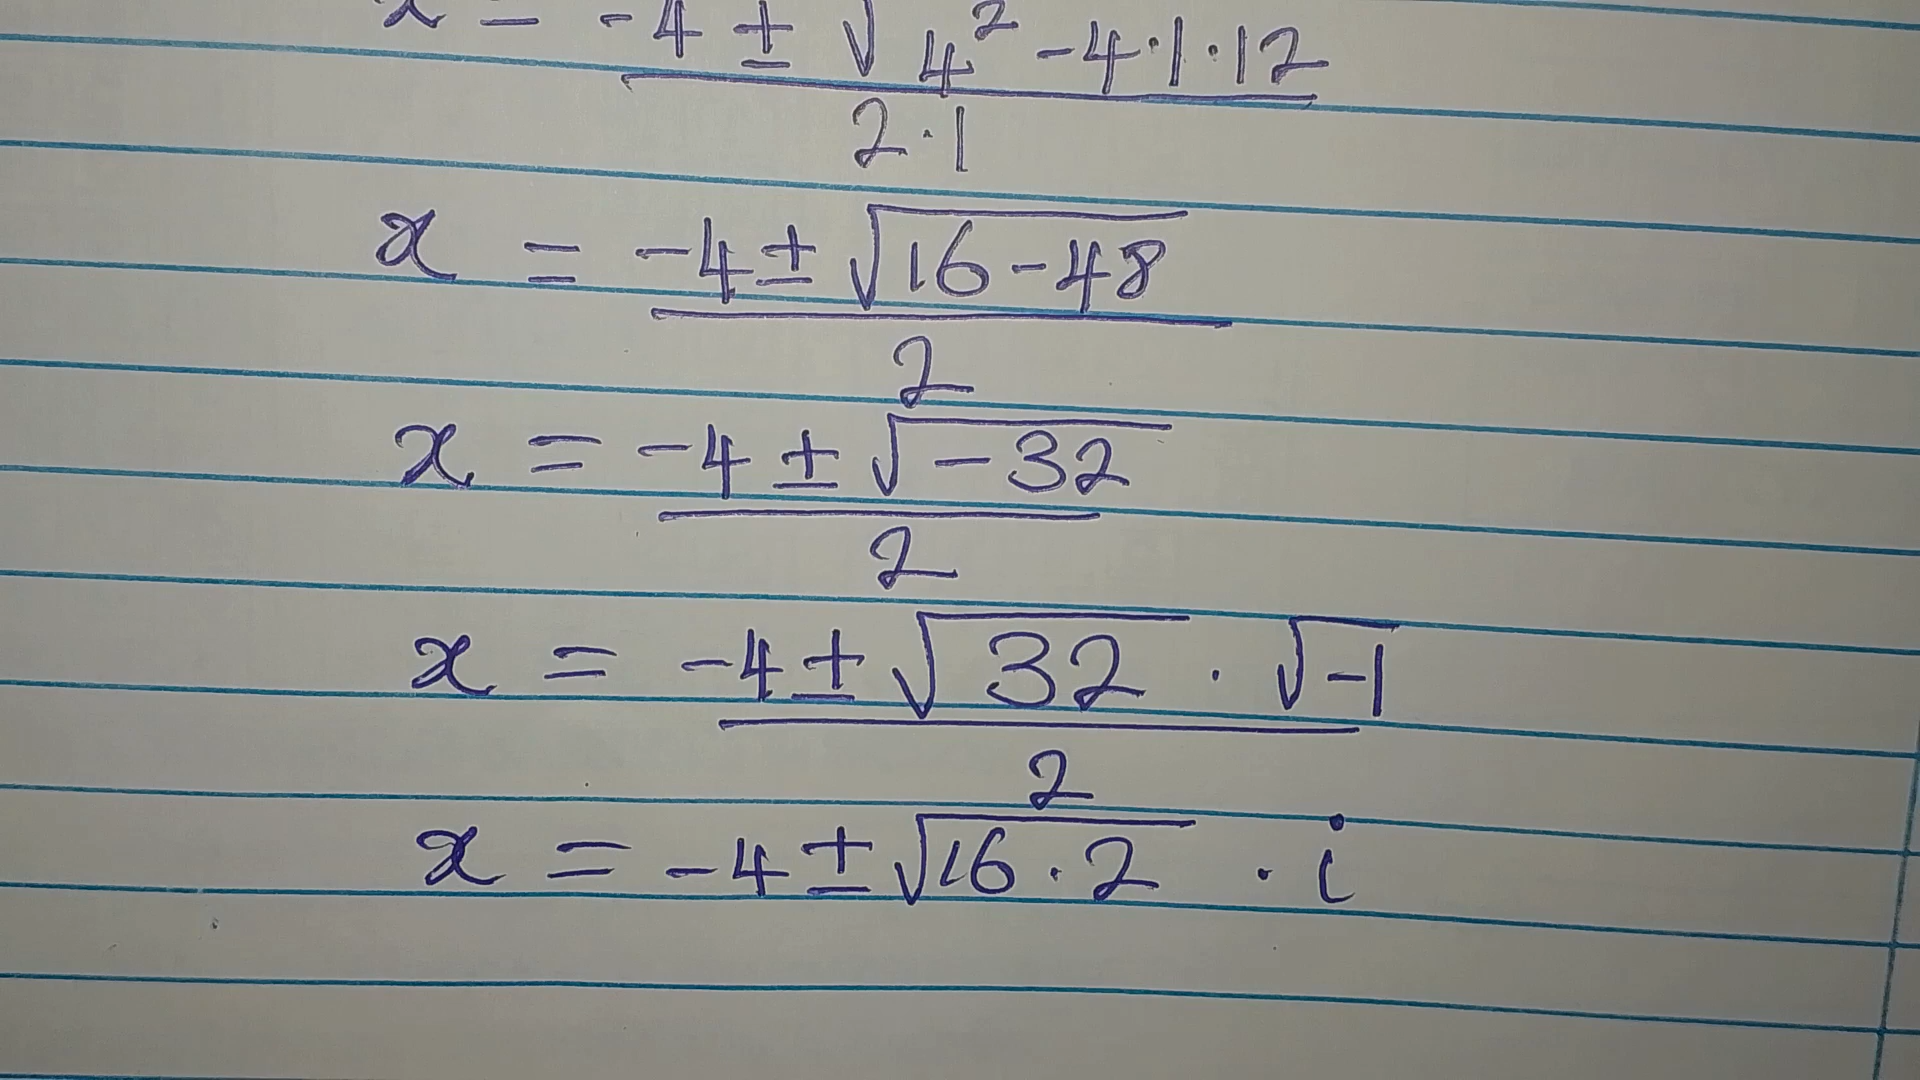 x = -4 ± √4² - 4·1·12
2·1
x = -4 ± √16 - 48
2
x = -4 ± √-32
2
x = -4 ± √32 · √-1
2
x = -4 ± √16 · 2 · i